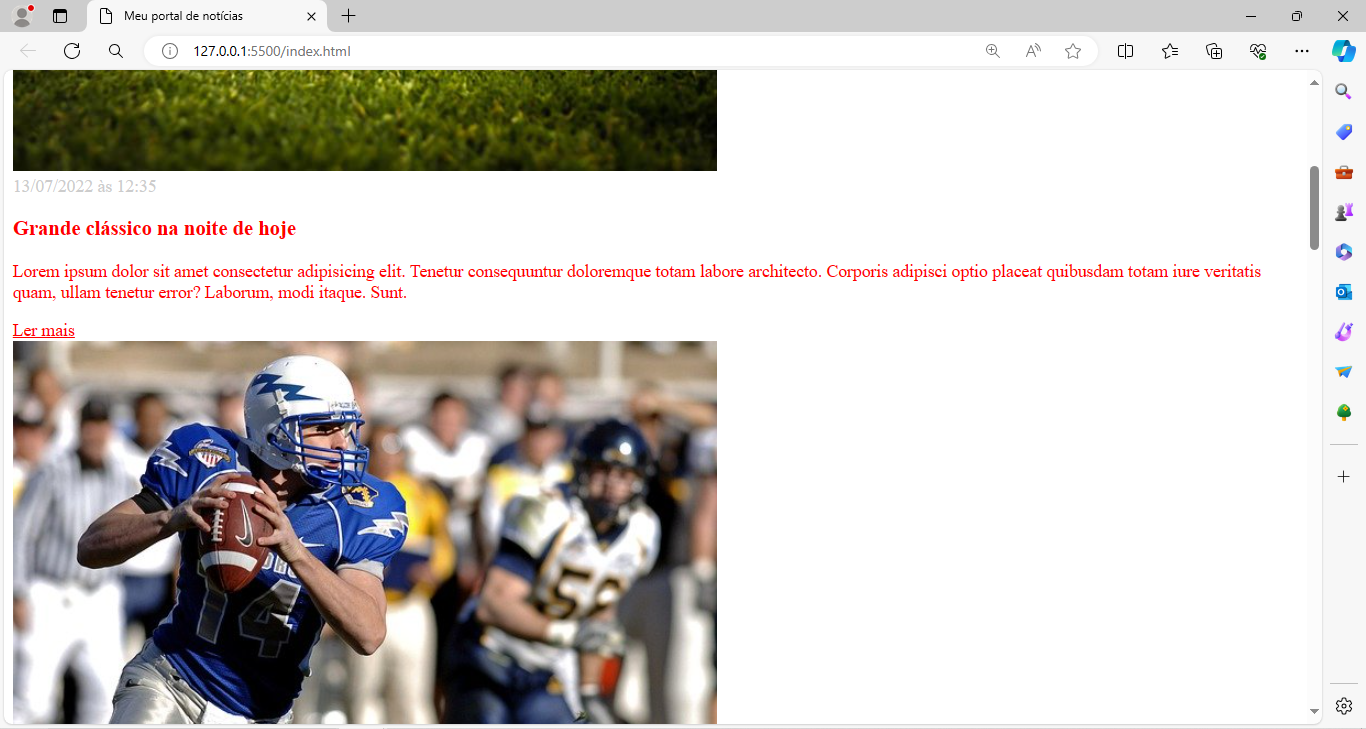 Meu portal de notícias
127.0.0.1:5500/index.html
13/07/2022 às 12:35
Grande clássico na noite de hoje
Lorem ipsum dolor sit amet consectetur adipisicing elit. Tenetur consequuntur doloremque totam labore architecto. Corporis adipisci optio placeat quibusdam totam iure veritatis
quam, ullam tenetur error? Laborum, modi itaque. Sunt.
Ler mais
14
52